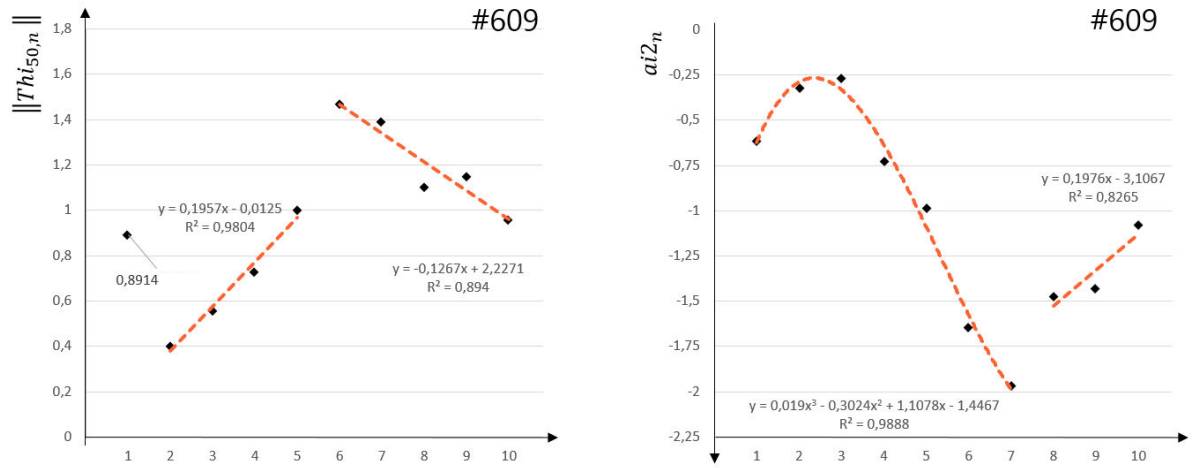 #609
‖Thi50,n‖
1,8
1,6
1,4
1,2
1
0,8
0,6
0,4
0,2
0
y = 0,1957x - 0,0125
R² = 0,9804
0,8914
y = -0,1267x + 2,2271
R² = 0,894
1 2 3 4 5 6 7 8 9 10
#609
ai2n
0
-0,25
-0,5
-0,75
-1
-1,25
-1,5
-1,75
-2
-2,25
y = 0,1976x - 3,1067
R² = 0,8265
y = 0,019x³ - 0,3024x² + 1,1078x - 1,4467
R² = 0,9888
1 2 3 4 5 6 7 8 9 10